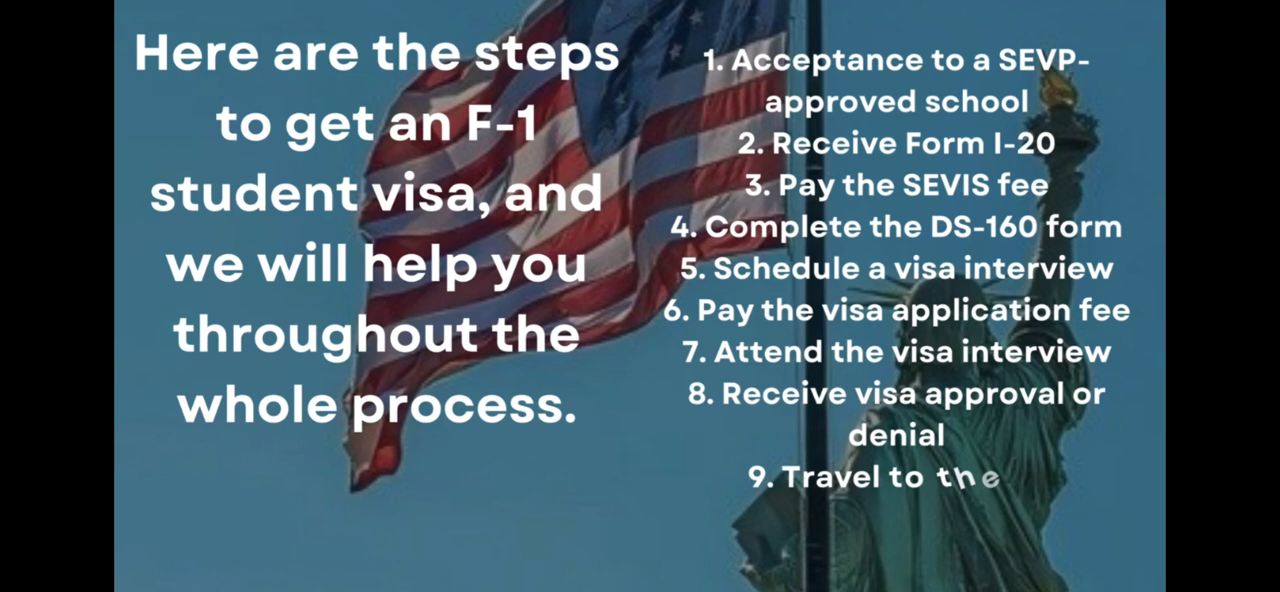 Here are the steps
to get an F-1
student visa, and
we will help you
throughout the
whole process.
1. Acceptance to a SEVP-
approved school
2. Receive Form I-20
3. Pay the SEVIS fee
4. Complete the DS-160 form
5. Schedule a visa interview
6. Pay the visa application fee
7. Attend the visa interview
8. Receive visa approval or
denial
9. Travel to the